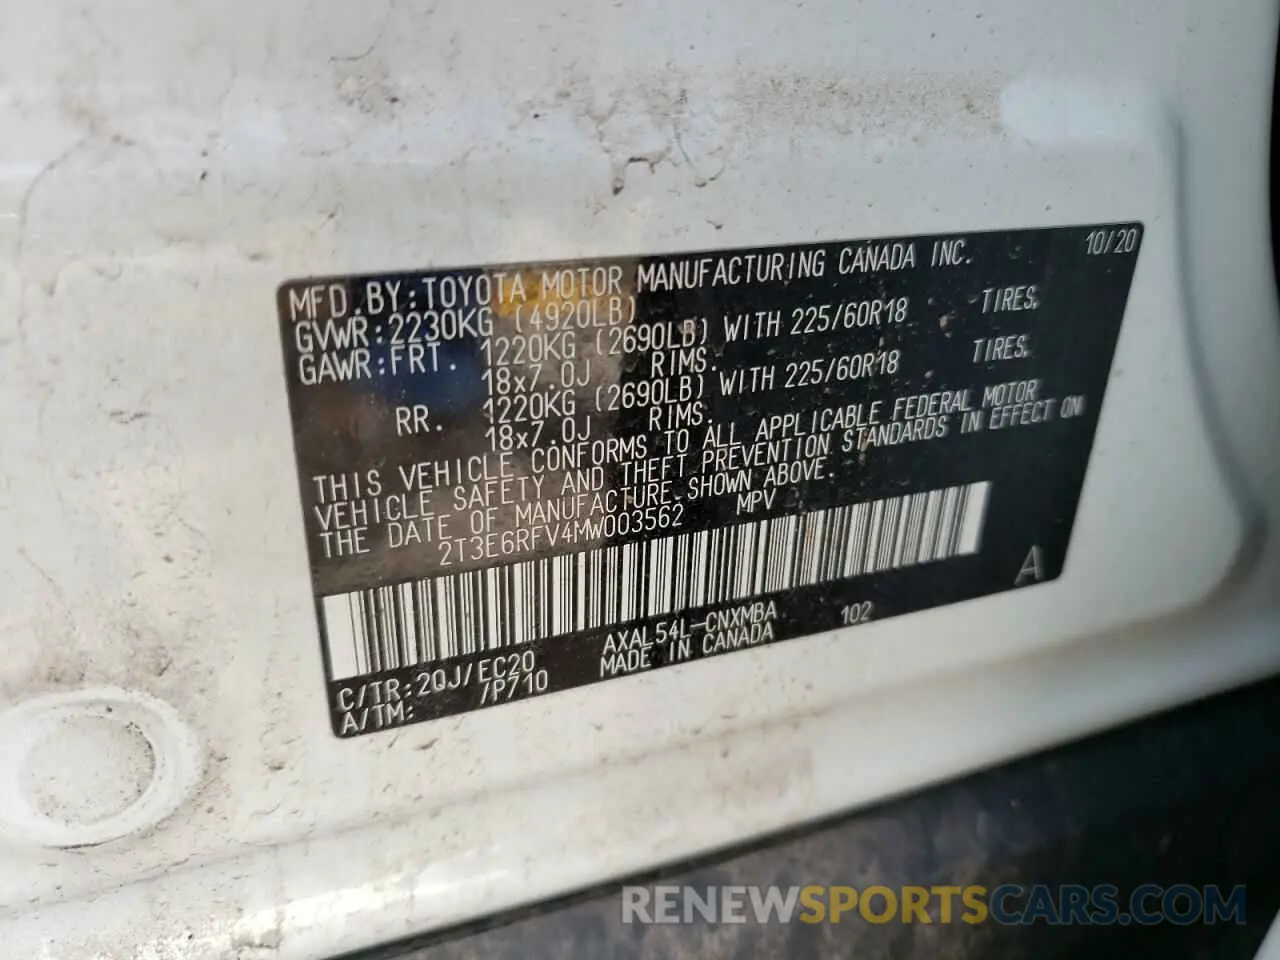 MFD.BY:TOYOTA MOTOR MANUFACTURING CANADA INC. 10/20
GVWR:2230KG (4920LB)
GAWR:FRT. 1220KG (2690LB) WITH 225/60R18 TIRES,
18x7.0J RIMS.
RR. 1220KG (2690LB) WITH 225/60R18 TIRES,
18x7.0J RIMS.
THIS VEHICLE CONFORMS TO ALL APPLICABLE FEDERAL MOTOR
VEHICLE SAFETY AND THEFT PREVENTION STANDARDS IN EFFECT ON
THE DATE OF MANUFACTURE SHOWN ABOVE.
2T3E6RFV4MW003562 MPV
A
C/TR:2QJ/EC20 AXAL54L-CNXMBA 102
A/TM: /P710 MADE IN CANADA
RENEWSPORTSCARS.COM